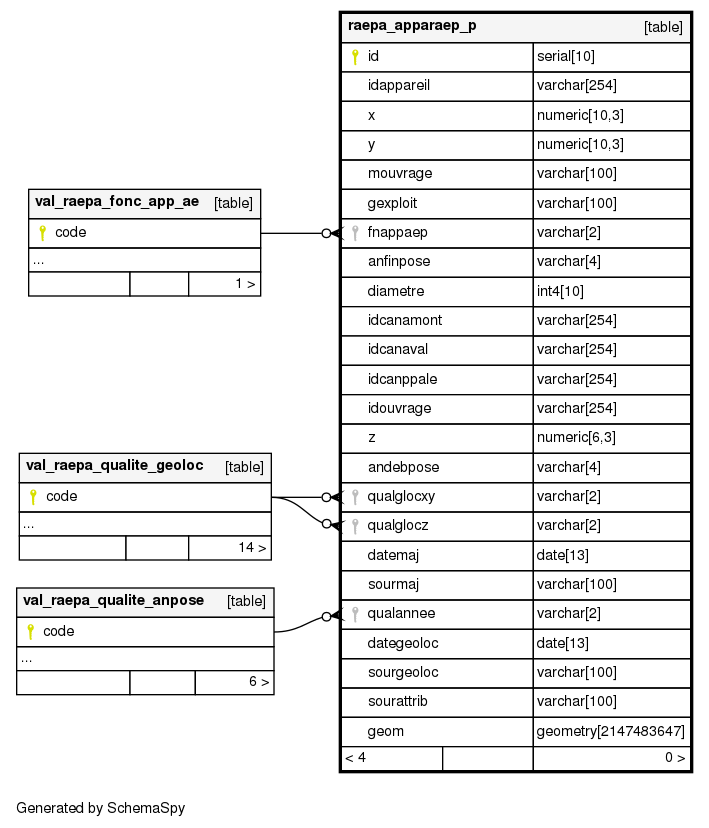 raepa_apparaep_p [table]
id serial[10]
idappareil varchar[254]
x numeric[10,3]
y numeric[10,3]
mouvrage varchar[100]
gexploit varchar[100]
fnappaep varchar[2]
anfinpose varchar[4]
diametre int4[10]
idcanamont varchar[254]
idcanaval varchar[254]
idcanppale varchar[254]
idouvrage varchar[254]
z numeric[6,3]
andebpose varchar[4]
qualglocxy varchar[2]
qualglocz varchar[2]
datemaj date[13]
sourmaj varchar[100]
qualannee varchar[2]
dategeoloc date[13]
sourgeoloc varchar[100]
sourattrib varchar[100]
geom geometry[2147483647]
< 4 0 >
val_raepa_fonc_app_ae [table]
code
...
1 >
val_raepa_qualite_geoloc [table]
code
...
14 >
val_raepa_qualite_anpose [table]
code
...
6 >
Generated by SchemaSpy